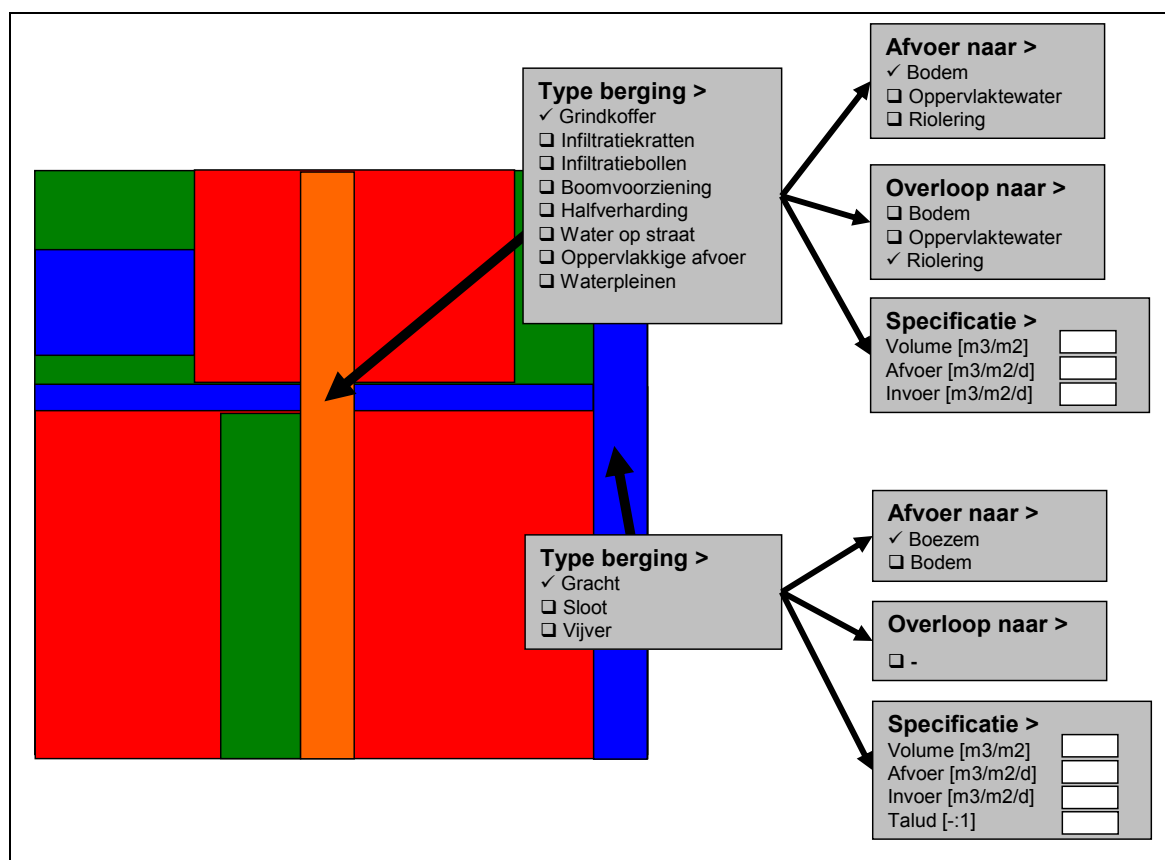 Type berging >
✓ Grindkoffer
❑ Infiltratiekratten
❑ Infiltratiebollen
❑ Boomvoorziening
❑ Halfverharding
❑ Water op straat
❑ Oppervlakkige afvoer
❑ Waterpleinen
Afvoer naar >
✓ Bodem
❑ Oppervlaktewater
❑ Riolering
Overloop naar >
❑ Bodem
❑ Oppervlaktewater
✓ Riolering
Specificatie >
Volume [m3/m2]
Afvoer [m3/m2/d]
Invoer [m3/m2/d]
Type berging >
✓ Gracht
❑ Sloot
❑ Vijver
Afvoer naar >
✓ Boezem
❑ Bodem
Overloop naar >
❑ -
Specificatie >
Volume [m3/m2]
Afvoer [m3/m2/d]
Invoer [m3/m2/d]
Talud [-:1]